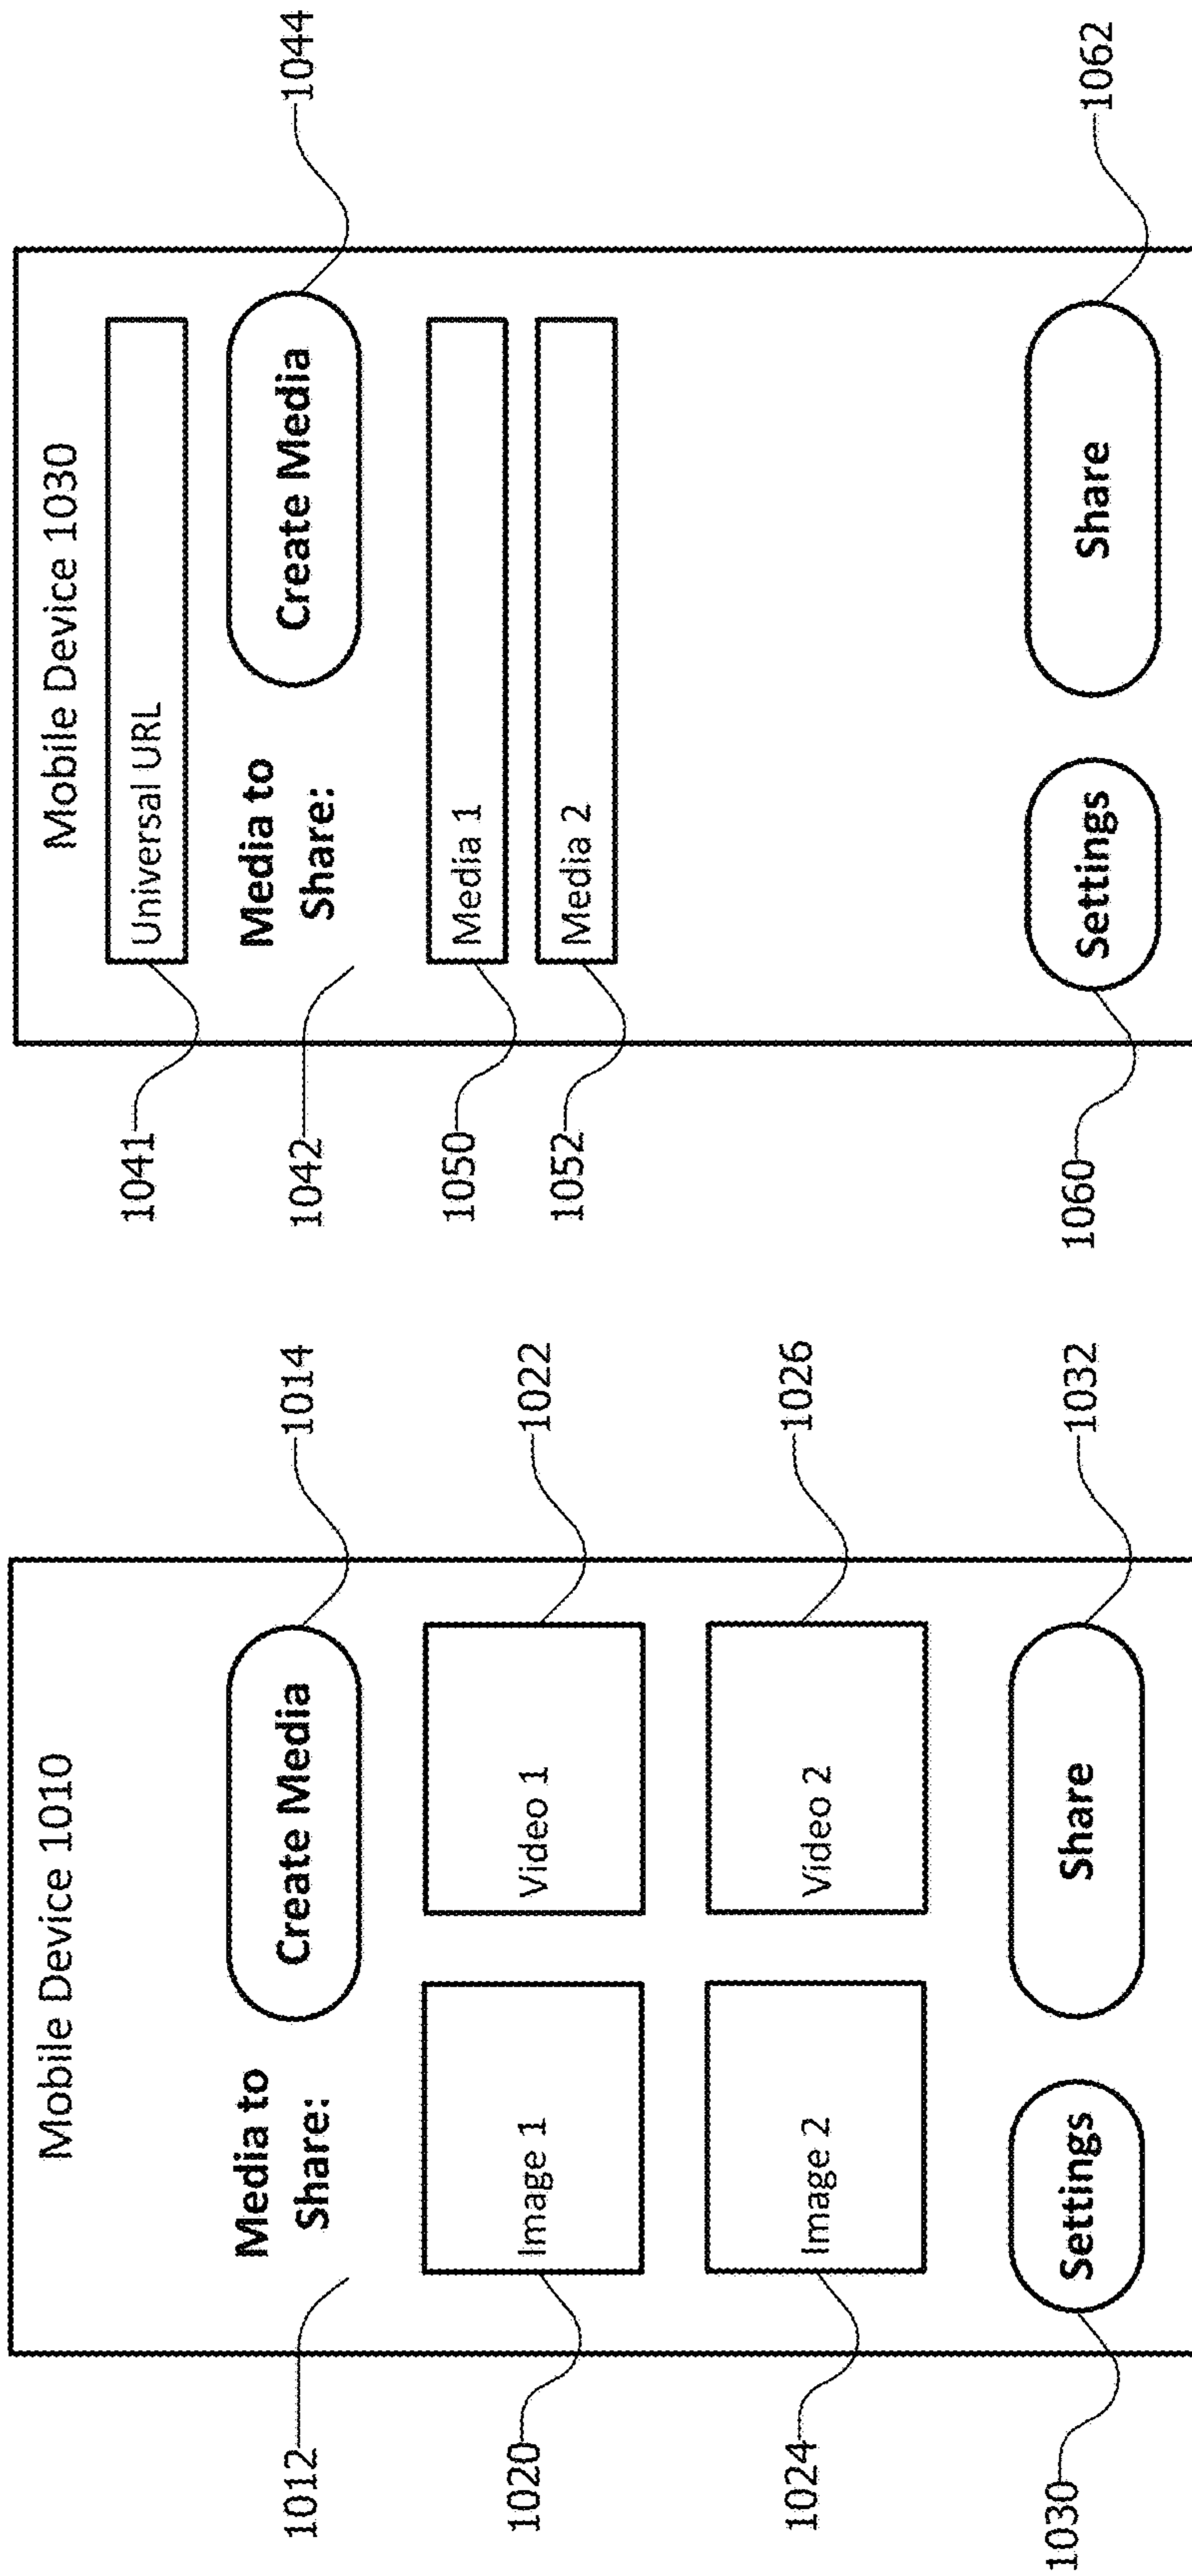 Mobile Device 1010
1012
Media to
Share:
Create Media
1014
1020
Image 1
Video 1
1022
1024
Image 2
Video 2
1026
1030
Settings
Share
1032
Mobile Device 1030
1041
Universal URL
1042
Media to
Share:
Create Media
1044
1050
Media 1
1052
Media 2
1060
Settings
Share
1062